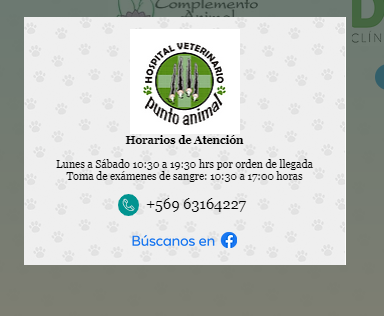 Complemento
Animal
HOSPITAL VETERINARIO
punto animal
Horarios de Atención
Lunes a Sábado 10:30 a 19:30 hrs por orden de llegada
Toma de exámenes de sangre: 10:30 a 17:00 horas
+569 63164227
Búscanos en